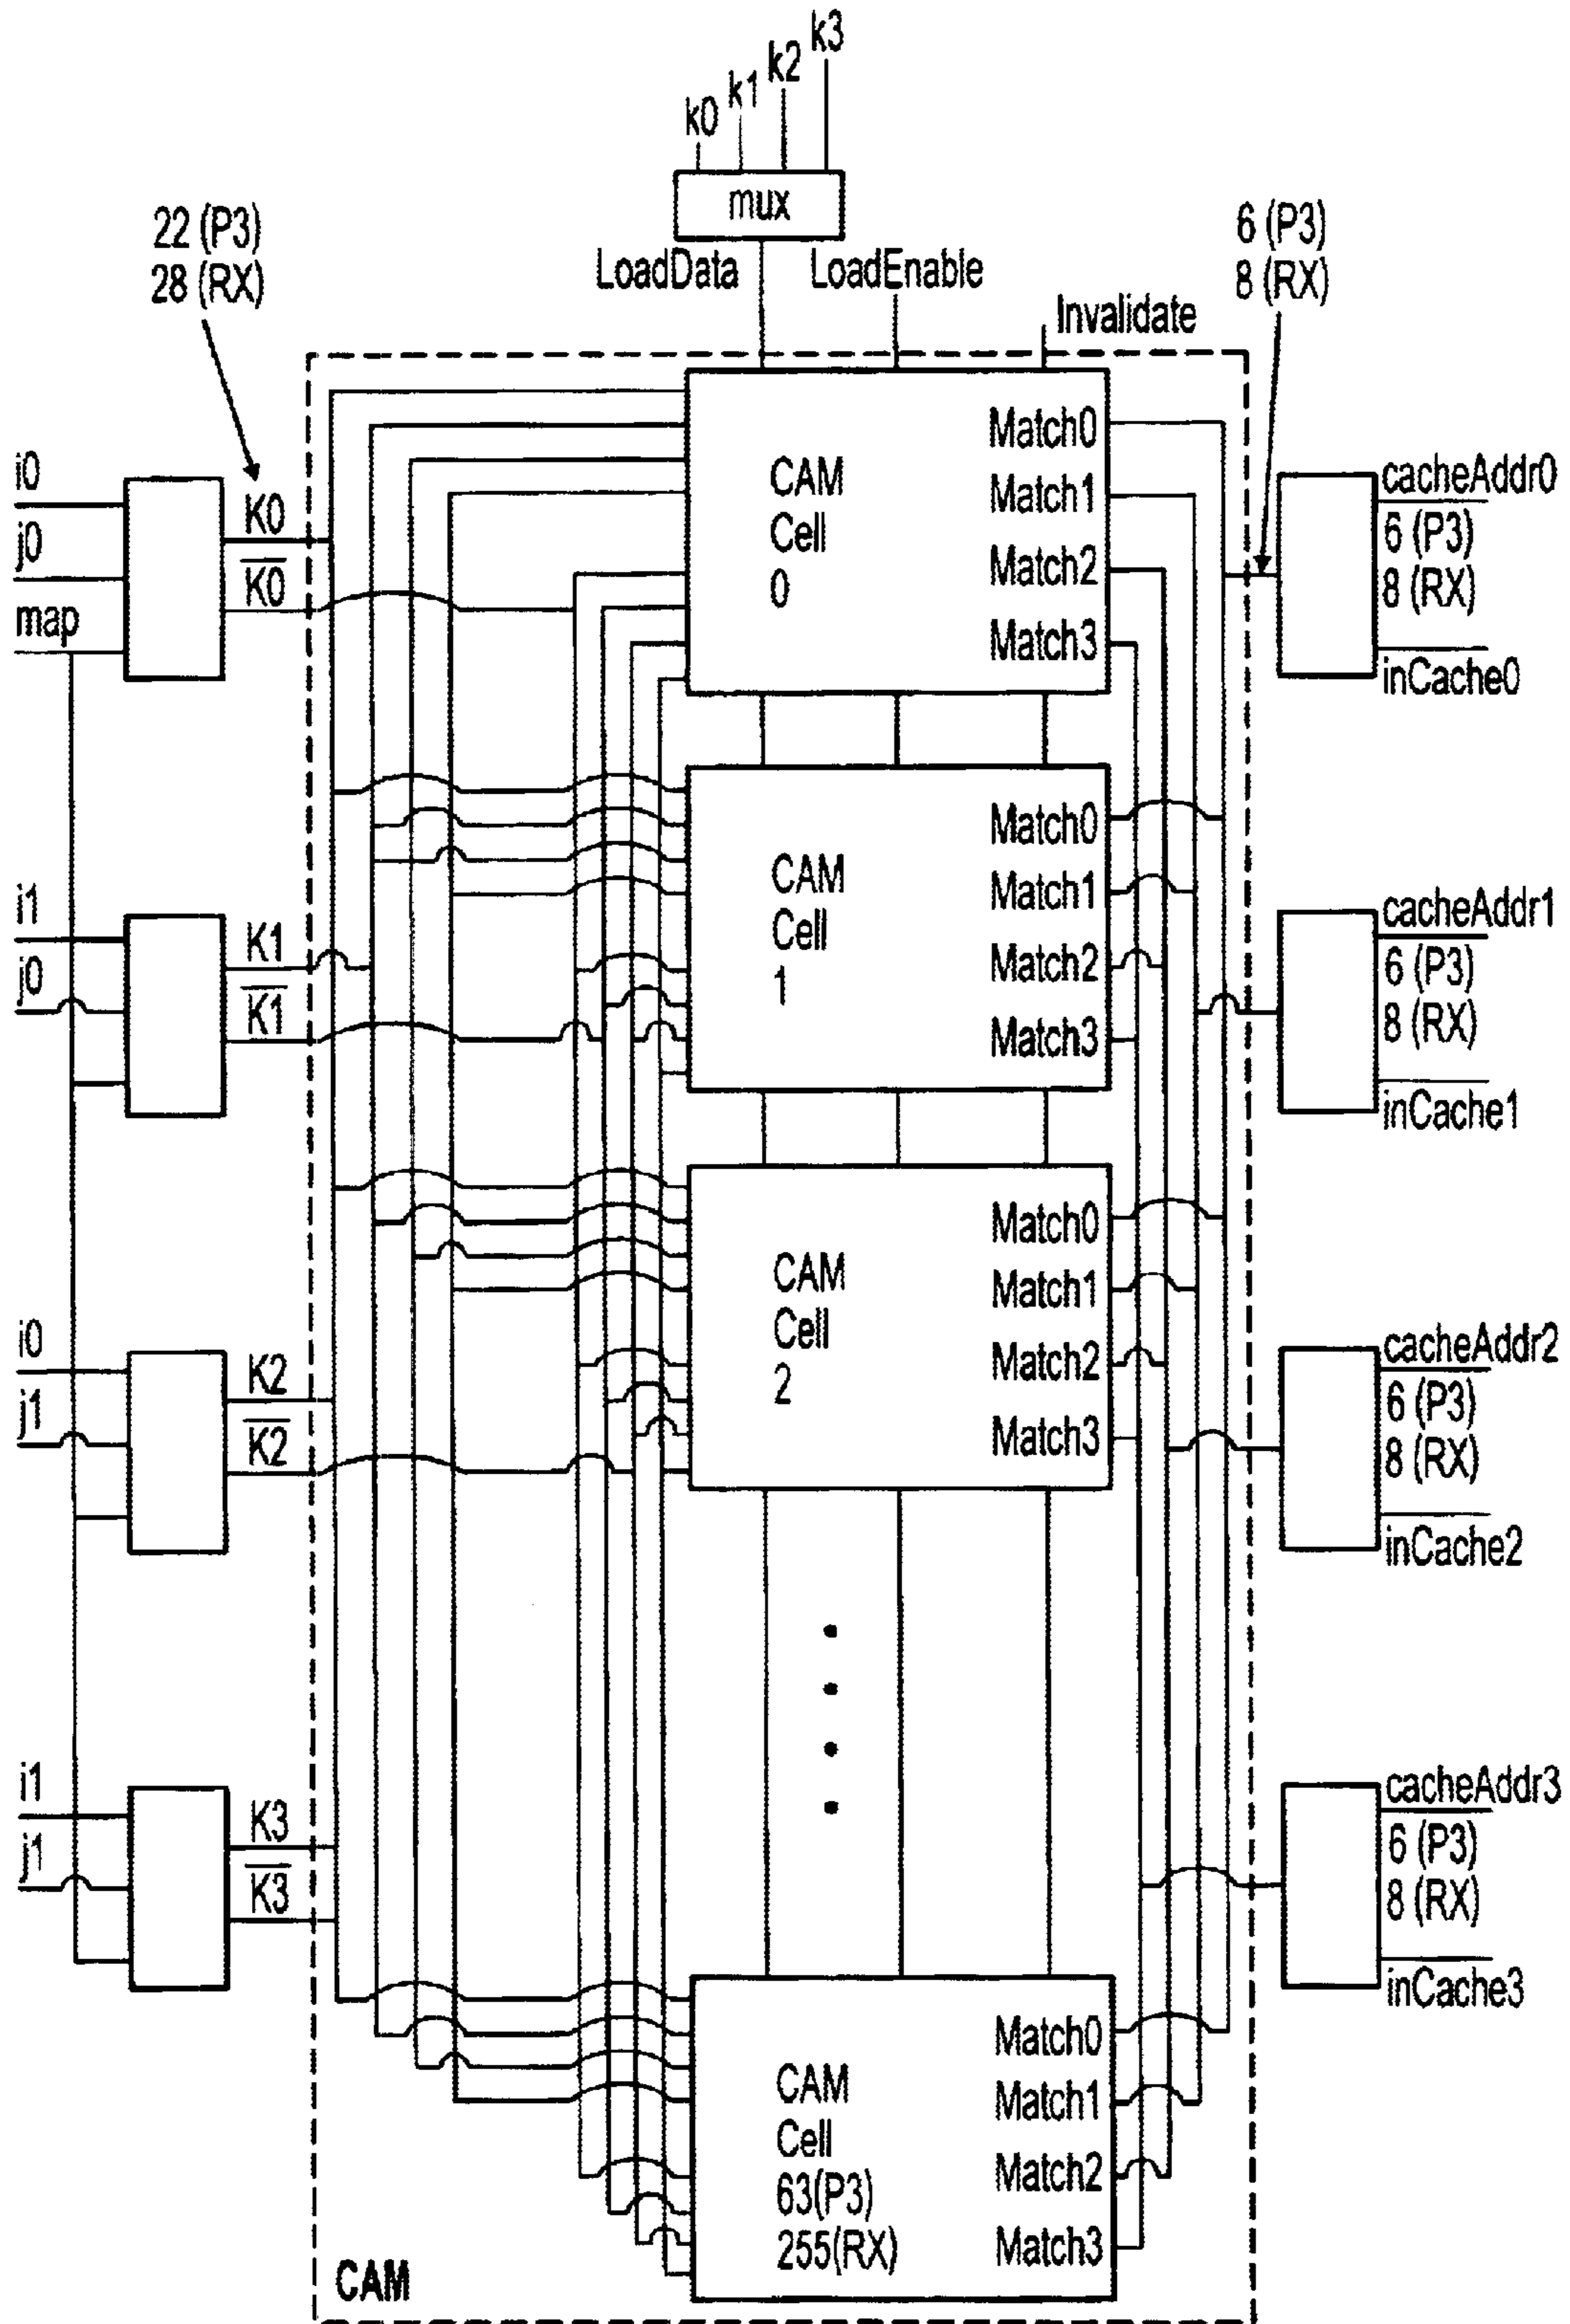 k0 k1 k2 k3
mux
22 (P3)
28 (RX)
6 (P3)
8 (RX)
LoadData
LoadEnable
Invalidate
i0
j0
map
K0
K̅0̅
CAM
Cell
0
Match0
Match1
Match2
Match3
cacheAddr0
6 (P3)
8 (RX)
inCache0
i1
j0
K1
K̅1̅
CAM
Cell
1
Match0
Match1
Match2
Match3
cacheAddr1
6 (P3)
8 (RX)
inCache1
i0
j1
K2
K̅2̅
CAM
Cell
2
Match0
Match1
Match2
Match3
cacheAddr2
6 (P3)
8 (RX)
inCache2
i1
j1
K3
K̅3̅
CAM
Cell
63(P3)
255(RX)
Match0
Match1
Match2
Match3
cacheAddr3
6 (P3)
8 (RX)
inCache3
CAM